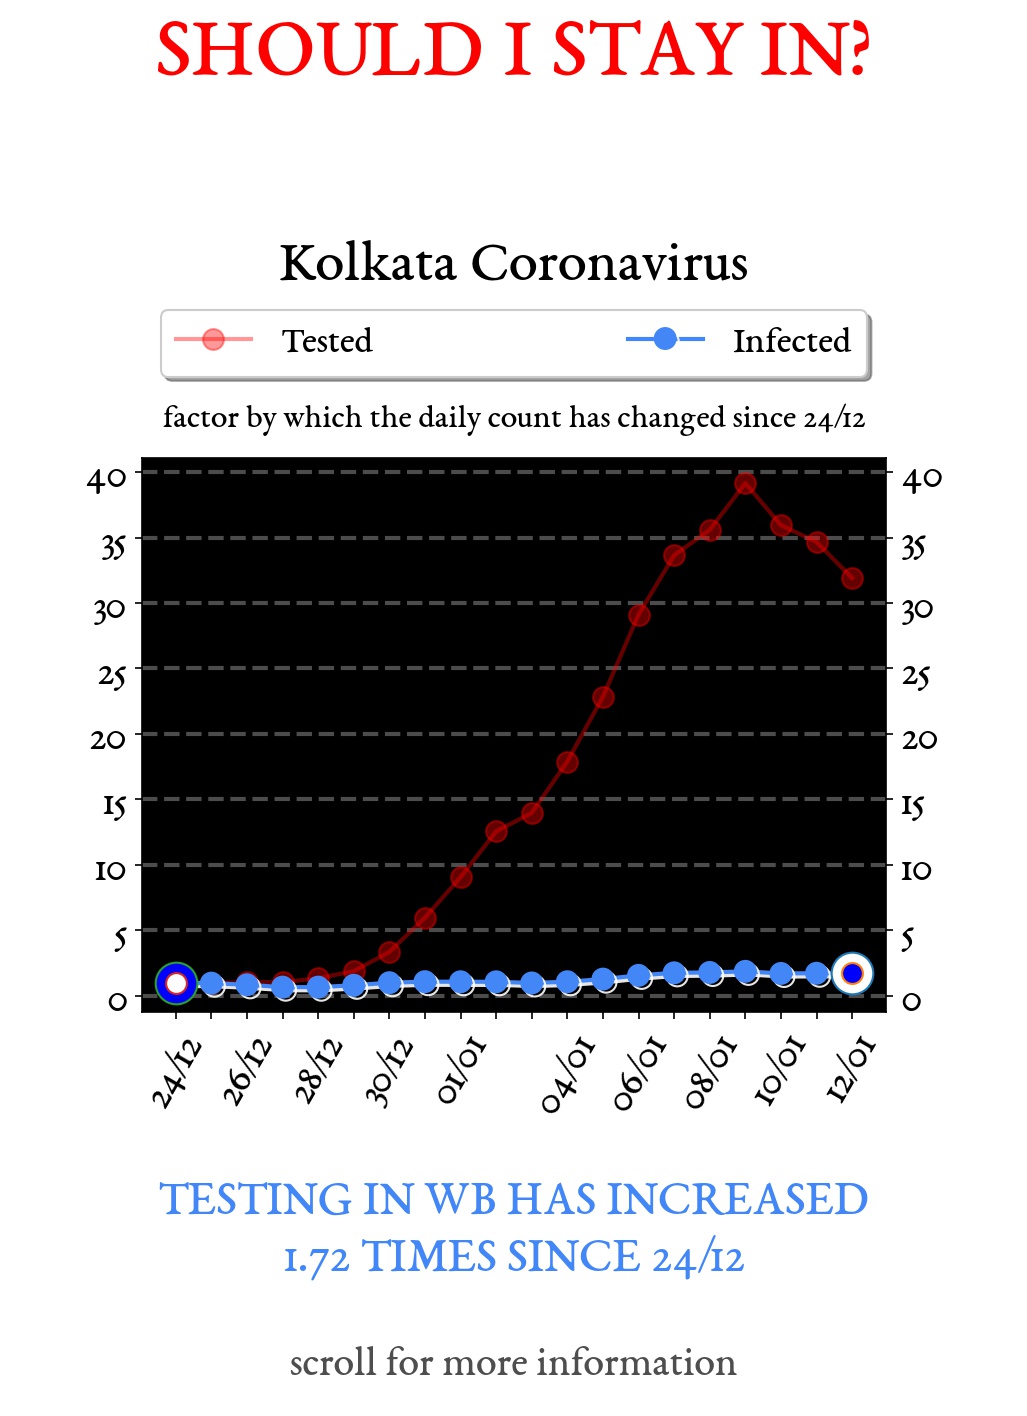 SHOULD I STAY IN?
Kolkata Coronavirus
Tested Infected
factor by which the daily count has changed since 24/12
40 40
35 35
30 30
25 25
20 20
15 15
10 10
5 5
0 0
24/12 26/12 28/12 30/12 01/01 04/01 06/01 08/01 10/01 12/01
TESTING IN WB HAS INCREASED
1.72 TIMES SINCE 24/12
scroll for more information